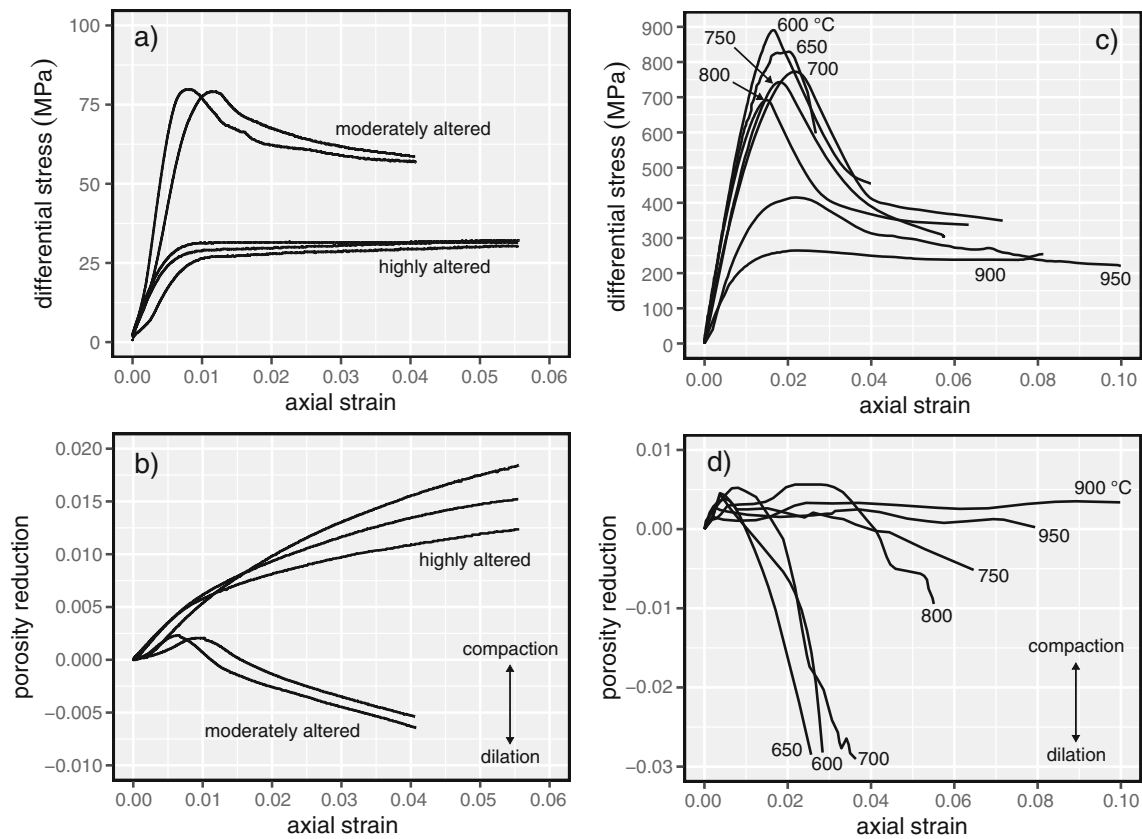 a)
differential stress (MPa)
100
75
50
25
0
moderately altered
highly altered
0.00 0.01 0.02 0.03 0.04 0.05 0.06
axial strain
c)
differential stress (MPa)
900
800
700
600
500
400
300
200
100
0
600 °C
650
700
750
800
900
950
0.00 0.02 0.04 0.06 0.08 0.10
axial strain
b)
porosity reduction
0.020
0.015
0.010
0.005
0.000
−0.005
−0.010
highly altered
moderately altered
compaction
dilation
0.00 0.01 0.02 0.03 0.04 0.05 0.06
axial strain
d)
porosity reduction
0.01
0.00
−0.01
−0.02
−0.03
900 °C
950
750
800
650
600
700
compaction
dilation
0.00 0.02 0.04 0.06 0.08 0.10
axial strain